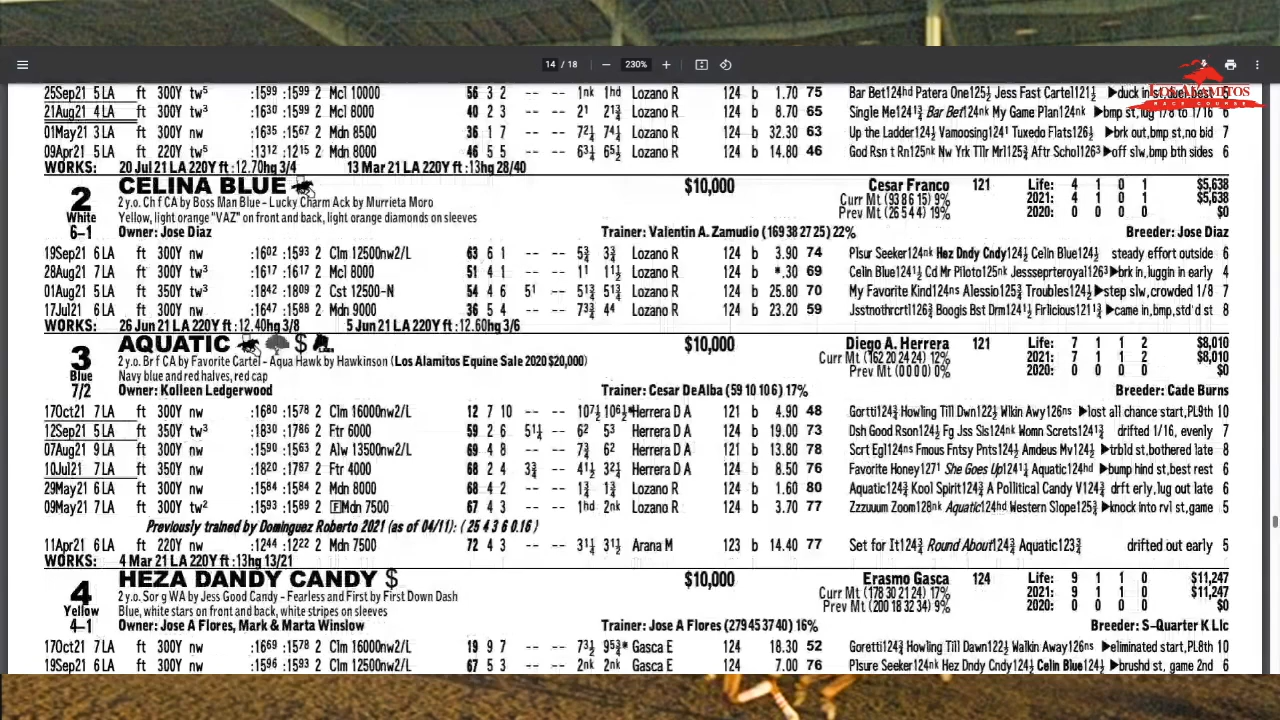 14 / 18 230%
LOS ALAMITOS
RACE COURSE
25Sep21 5 LA ft 300Y tw5 :1599 :1599 2 Mcl 10000 56 3 2 -- -- 1nk 1hd Lozano R 124 b 1.70 75 Bar Bet124hd Patera One125½ Jess Fast Cartel121½
21Aug21 4 LA ft 300Y tw3 :1630 :1599 2 Mcl 8000 40 2 3 -- -- 2¹ 2¹¾ Lozano R 124 b 8.70 65 Single Me124¹¾ Bar Bet124nk My Game Plan124nk ▶bmp st,lug 1/8 to 1/16 6
01May21 3 LA ft 300Y tw4 :1635 :1567 2 Mdn 8500 36 1 7 -- -- 7²½ 7⁴½ Lozano R 124 b 32.30 63 Up the Ladder124½ Vamoosing124¹ Tuxedo Flats126½ ▶brk out,bmp st,no bid 7
09Apr21 5 LA ft 220Y tw5 :1312 :1215 2 Mdn 8000 46 5 5 -- -- 6³½ 6⁵½ Lozano R 124 b 14.80 46 God Rsn t Rn125nk Nw Yrk Tllr Mrl125¾ Aftr Schol126³ ▶off slw,bmp bth sides 6
WORKS: 20 Jul 21 LA 220Y ft :12.70hg 3/4 13 Mar 21 LA 220Y ft :13hg 28/40
2 CELINA BLUE $10,000 Cesar Franco 121 Life: 4 1 0 1 $5,638
2 y.o. Ch f CA by Boss Man Blue - Lucky Charm Ack by Murrieta Moro Curr Mt (93 8 6 15) 9% 2021: 4 1 0 1 $5,638
White Yellow, light orange "VAZ" on front and back, light orange diamonds on sleeves Prev Mt (26 5 4 4) 19% 2020: 0 0 0 0 $0
6-1 Owner: Jose Diaz Trainer: Valentin A. Zamudio (169 38 27 25) 22% Breeder: Jose Diaz
19Sep21 6 LA ft 300Y nw :1602 :1593 2 Clm 12500nw2/L 63 6 1 -- -- 5¾ 3¾ Lozano R 124 b 3.90 74 Plsur Seeker124nk Hez Dndy Cndy124½ Celn Blue124½ steady effort outside 6
28Aug21 7 LA ft 300Y tw3 :1617 :1617 2 Mcl 8000 51 4 1 -- -- 1¹ 1¹½ Lozano R 124 b *.30 69 Celin Blue124¹½ Cd Mr Piloto125nk Jessseprteroyal126³ ▶brk in,luggin in early 4
01Aug21 5 LA ft 350Y tw3 :1842 :1809 2 Cst 12500-N 54 4 6 5¹ -- 5¹¾ 5¹¾ Lozano R 124 b 25.80 70 My Favorite Kind124ns Alessio125¾ Troubles124½ ▶step slw,crowded 1/8 7
17Jul21 6 LA ft 300Y nw :1647 :1588 2 Mdn 9000 36 5 4 -- -- 7³¾ 4⁴ Lozano R 124 b 23.20 59 Jsstnothrctl126¾ Boogis Bst Drm124¹½ Firlicious121¹¾ ▶came in,bmp,std'd st 8
WORKS: 26 Jun 21 LA 220Y ft :12.40hg 3/8 5 Jun 21 LA 220Y ft :12.60hg 3/6
3 AQUATIC $ $10,000 Diego A. Herrera 121 Life: 7 1 1 2 $8,010
2 y.o. Br f CA by Favorite Cartel - Aqua Hawk by Hawkinson (Los Alamitos Equine Sale 2020 $20,000) Curr Mt (162 20 24 24) 12% 2021: 7 1 1 2 $8,010
Blue Navy blue and red halves, red cap Prev Mt (0 0 0 0) 0% 2020: 0 0 0 0 $0
7/2 Owner: Kolleen Ledgerwood Trainer: Cesar DeAlba (59 10 10 6) 17% Breeder: Cade Burns
17Oct21 7 LA ft 300Y nw :1680 :1578 2 Clm 16000nw2/L 12 7 10 -- -- 10⁷½ 10⁶½* Herrera D A 121 b 4.90 48 Gortti124¾ Howling Till Dwn122½ Wlkin Awy126ns ▶lost all chance start,PL9th 10
12Sep21 5 LA ft 350Y nw :1830 :1786 2 Ftr 6000 59 2 6 5¹¼ -- 6² 5³ Herrera D A 124 b 19.00 73 Dsh Good Rson124½ Fg Jss Sis124nk Womn Screts124¹¾ drifted 1/16, evenly 7
07Aug21 9 LA ft 300Y nw :1590 :1563 2 Alw 13500nw2/L 69 4 8 -- -- 7¾ 6² Herrera D A 121 b 13.80 78 Scrt Egl124ns Fmous Fntsy Pnts124½ Amdeus Mv124½ ▶trbld st,bothered late 8
10Jul21 7 LA ft 350Y nw :1820 :1787 2 Ftr 4000 68 2 4 3¾ -- 4¹½ 3²¼ Herrera D A 124 b 8.50 76 Favorite Honey127¹ She Goes Up124¹¼ Aquatic124hd ▶bump hind st,best rest 6
29May21 6 LA ft 300Y nw :1584 :1584 2 Mdn 8000 68 4 2 -- -- 1¾ 1¾ Lozano R 124 b 1.60 80 Aquatic124¾ Kool Spirit124¾ A Pollitical Candy V124¾ drft erly,lug out late 6
09May21 7 LA ft 300Y tw2 :1593 :1589 2 FMdn 7500 67 4 3 -- -- 1hd 2nk Lozano R 124 b 3.70 77 Zzzuum Zoom128nk Aquatic124hd Western Slope125¾ ▶knock into rvl st,game 5
Previously trained by Dominguez Roberto 2021 (as of 04/11): ( 25 4 3 6 0.16 )
11Apr21 6 LA ft 220Y nw :1244 :1222 2 Mdn 7500 72 4 3 -- -- 3¹¼ 3¹½ Arana M 123 b 14.40 77 Set for It124¾ Round About124¾ Aquatic123¾ drifted out early 5
WORKS: 4 Mar 21 LA 220Y ft :13hg 13/21
4 HEZA DANDY CANDY $ $10,000 Erasmo Gasca 124 Life: 9 1 1 0 $11,247
2 y.o. Sor g WA by Jess Good Candy - Fearless and First by First Down Dash Curr Mt (178 30 21 24) 17% 2021: 9 1 1 0 $11,247
Yellow Blue, white stars on front and back, white stripes on sleeves Prev Mt (200 18 32 34) 9% 2020: 0 0 0 0 $0
4-1 Owner: Jose A Flores, Mark & Marta Winslow Trainer: Jose A Flores (279 45 37 40) 16% Breeder: S-Quarter K Llc
17Oct21 7 LA ft 300Y nw :1669 :1578 2 Clm 16000nw2/L 19 9 7 -- -- 7³½ 9⁵¾* Gasca E 124 18.30 52 Goretti124¾ Howling Till Dawn122½ Walkin Away126ns ▶eliminated start,PL8th 10
19Sep21 6 LA ft 300Y nw :1596 :1593 2 Clm 12500nw2/L 67 5 3 -- -- 2nk 2nk Gasca E 124 7.00 76 Plsure Seeker124nk Hez Dndy Cndy124½ Celin Blue124½ ▶brushd st, game 2nd 6